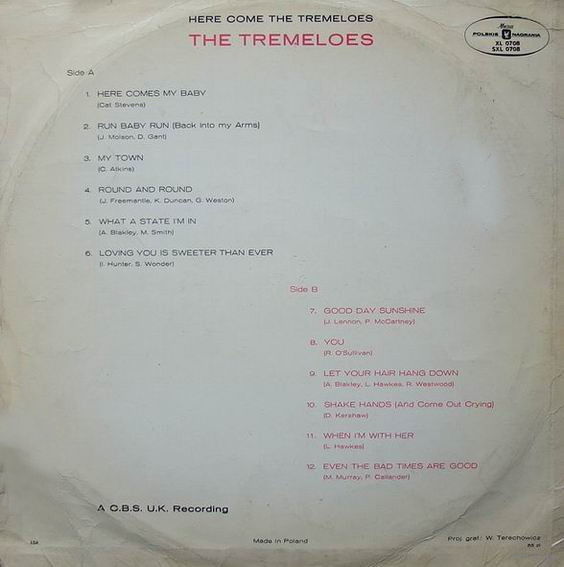 HERE COME THE TREMELOES
THE TREMELOES
Muza
POLSKIE NAGRANIA
XL 0708
SXL 0708
Side A
1. HERE COMES MY BABY
(Cat Stevens)
2. RUN BABY RUN (Back into my Arms)
(J. Molson, D. Gant)
3. MY TOWN
(C. Atkins)
4. ROUND AND ROUND
(J. Freemantle, K. Duncan, G. Weston)
5. WHAT A STATE I'M IN
(A. Blakley, M. Smith)
6. LOVING YOU IS SWEETER THAN EVER
(I. Hunter, S. Wonder)
Side B
7. GOOD DAY SUNSHINE
(J. Lennon, P. McCartney)
8. YOU
(R. O'Sullivan)
9. LET YOUR HAIR HANG DOWN
(A. Blakley, L. Hawkes, R. Westwood)
10. SHAKE HANDS (And Come Out Crying)
(D. Kershaw)
11. WHEN I'M WITH HER
(L. Hawkes)
12. EVEN THE BAD TIMES ARE GOOD
(M. Murray, P. Callander)
A C.B.S. U.K. Recording
Made in Poland
Proj. graf.: W. Terechowicz